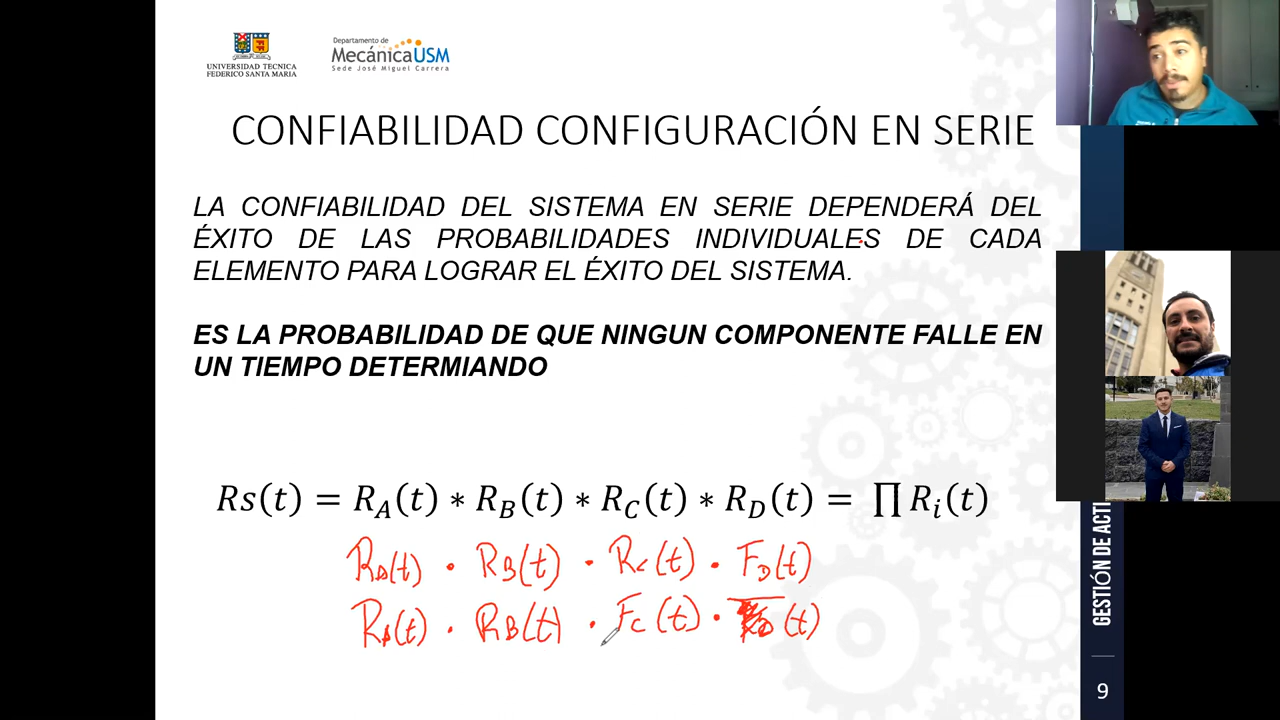 UNIVERSIDAD TECNICA
FEDERICO SANTA MARIA
Departamento de
MecánicaUSM
Sede José Miguel Carrera
CONFIABILIDAD CONFIGURACIÓN EN SERIE
LA CONFIABILIDAD DEL SISTEMA EN SERIE DEPENDERÁ DEL
ÉXITO DE LAS PROBABILIDADES INDIVIDUALES DE CADA
ELEMENTO PARA LOGRAR EL ÉXITO DEL SISTEMA.
ES LA PROBABILIDAD DE QUE NINGUN COMPONENTE FALLE EN
UN TIEMPO DETERMIANDO
Rs(t) = R_A(t) ∗ R_B(t) ∗ R_C(t) ∗ R_D(t) = ∏ R_i(t)
R_A(t) · R_B(t) · R_C(t) · F_D(t)
R_A(t) · R_B(t) · F_C(t) · (t)
GESTIÓN DE ACTI
9